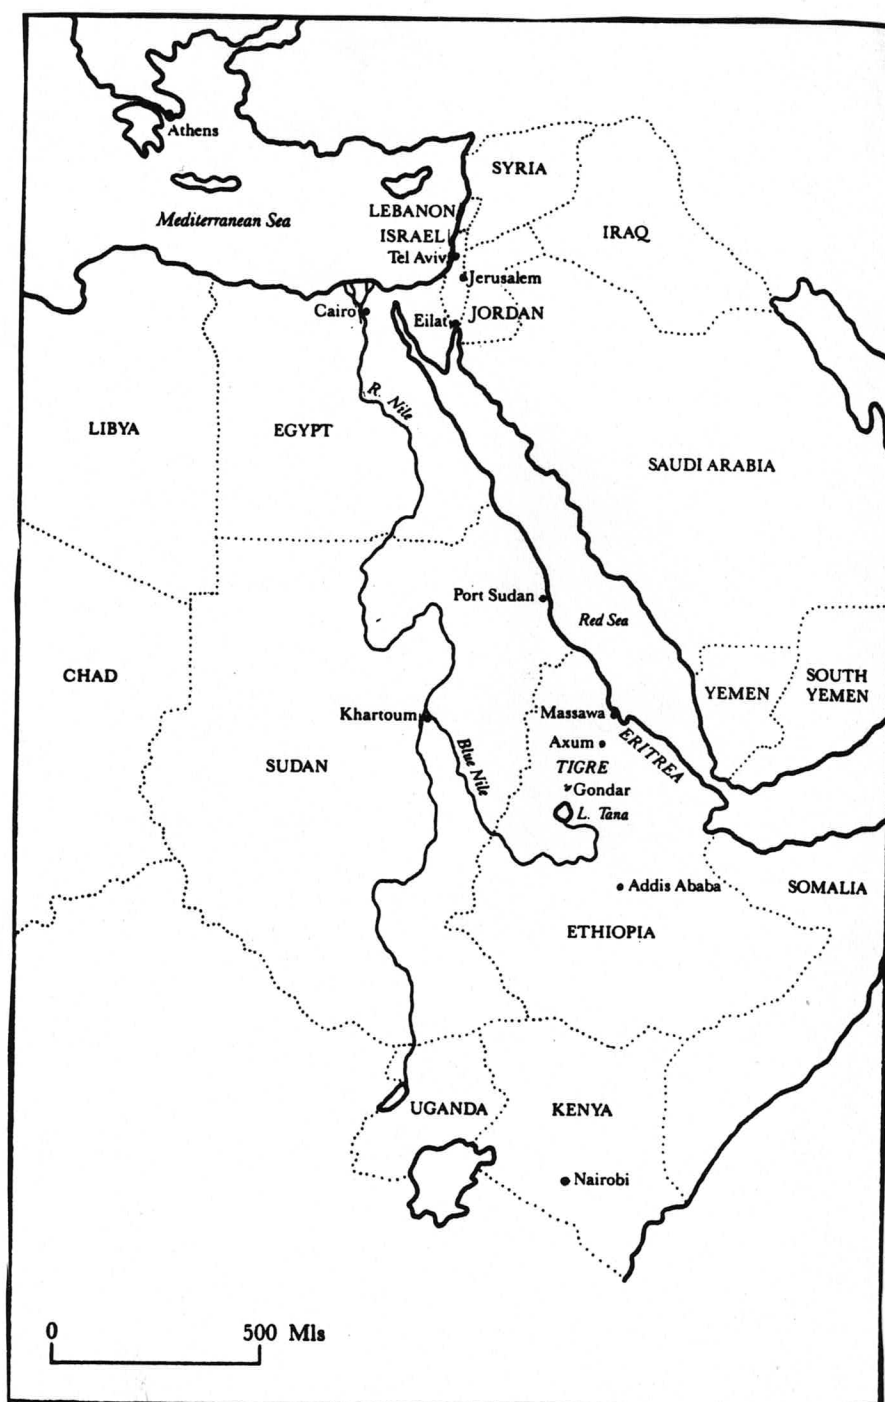 Athens
SYRIA
Mediterranean Sea
LEBANON
ISRAEL
IRAQ
Tel Aviv
Jerusalem
Cairo
Eilat
JORDAN
R. Nile
LIBYA
EGYPT
SAUDI ARABIA
Port Sudan
Red Sea
CHAD
YEMEN
SOUTH
YEMEN
Khartoum
Massawa
ERITREA
Axum
SUDAN
Blue Nile
TIGRE
Gondar
L. Tana
Addis Ababa
SOMALIA
ETHIOPIA
UGANDA
KENYA
Nairobi
0 500 Mls